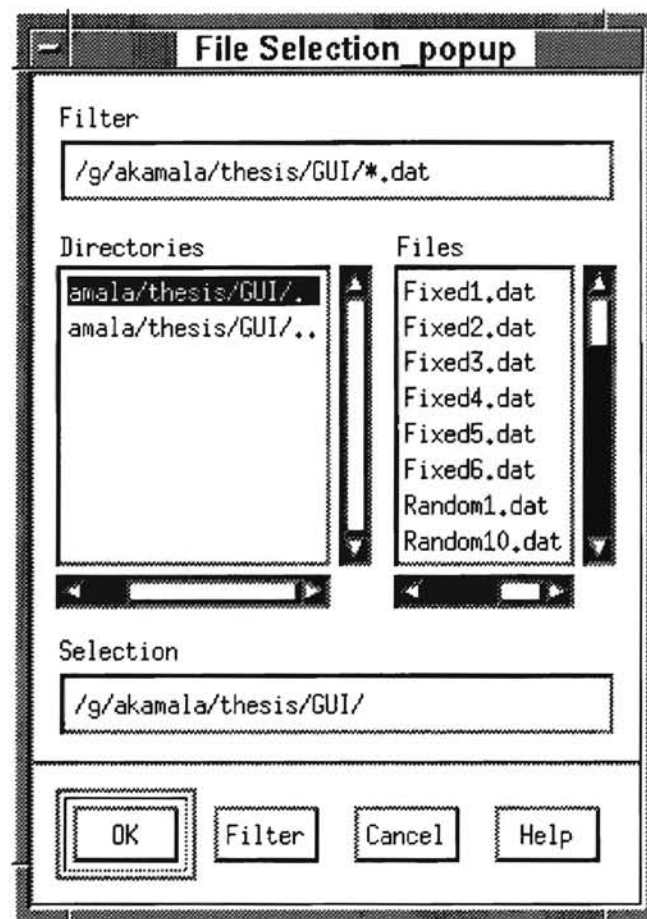 File Selection_popup
Filter
/g/akamala/thesis/GUI/*.dat
Directories
amala/thesis/GUI/.
amala/thesis/GUI/..
Files
Fixed1.dat
Fixed2.dat
Fixed3.dat
Fixed4.dat
Fixed5.dat
Fixed6.dat
Random1.dat
Random10.dat
Selection
/g/akamala/thesis/GUI/
OK
Filter
Cancel
Help